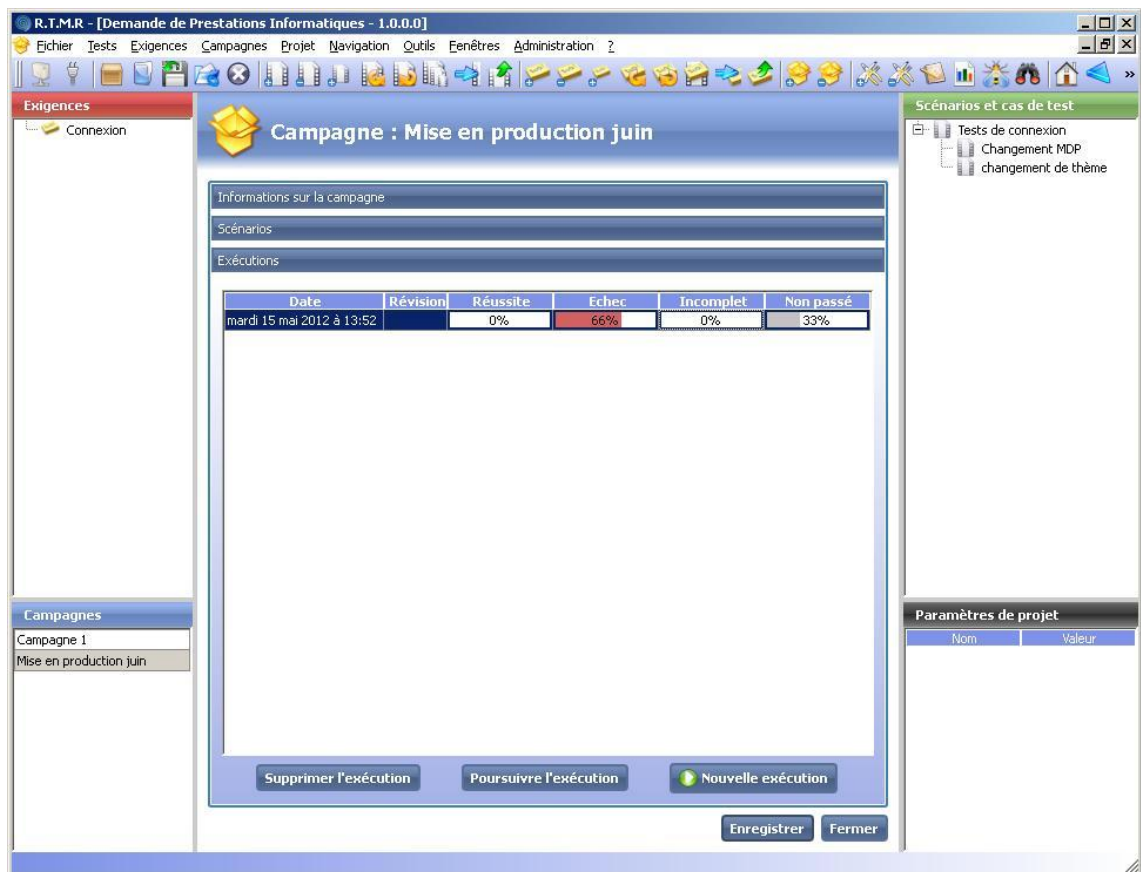 R.T.M.R - [Demande de Prestations Informatiques - 1.0.0.0]
Fichier Tests Exigences Campagnes Projet Navigation Outils Fenêtres Administration ?
»
Exigences
Connexion
Campagne : Mise en production juin
Informations sur la campagne
Scénarios
Exécutions
Date Révision Réussite Echec Incomplet Non passé
mardi 15 mai 2012 à 13:52 0% 66% 0% 33%
Supprimer l'exécution Poursuivre l'exécution Nouvelle exécution
Enregistrer Fermer
Campagnes
Campagne 1
Mise en production juin
Scénarios et cas de test
Tests de connexion
Changement MDP
changement de thème
Paramètres de projet
Nom Valeur